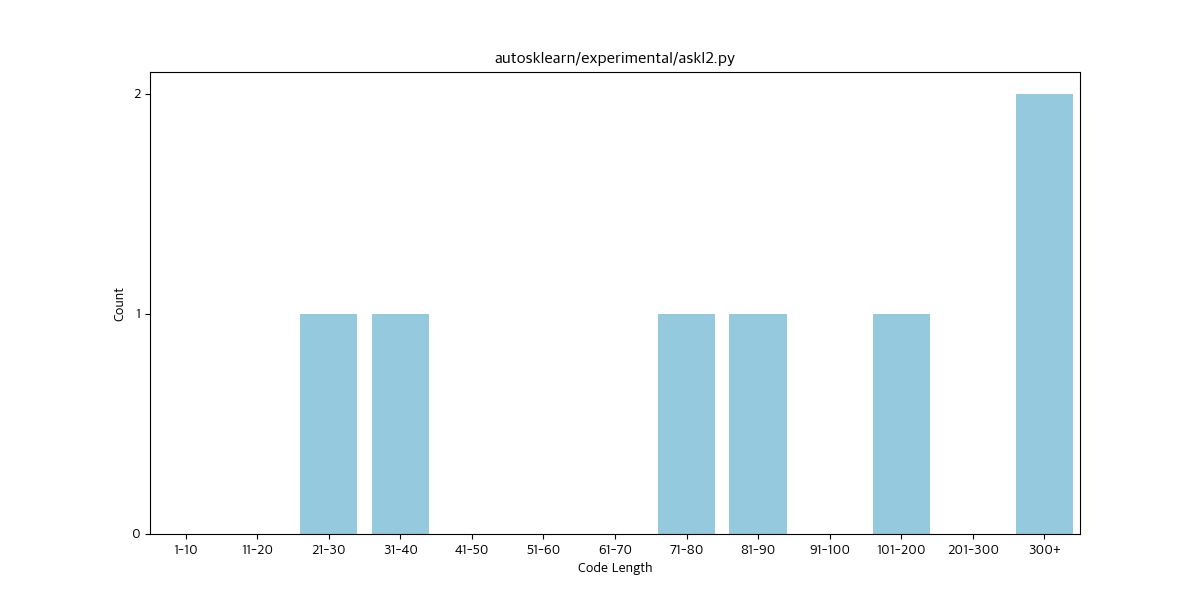 autosklearn/experimental/askl2.py
2
1
0
Count
1-10 11-20 21-30 31-40 41-50 51-60 61-70 71-80 81-90 91-100 101-200 201-300 300+
Code Length